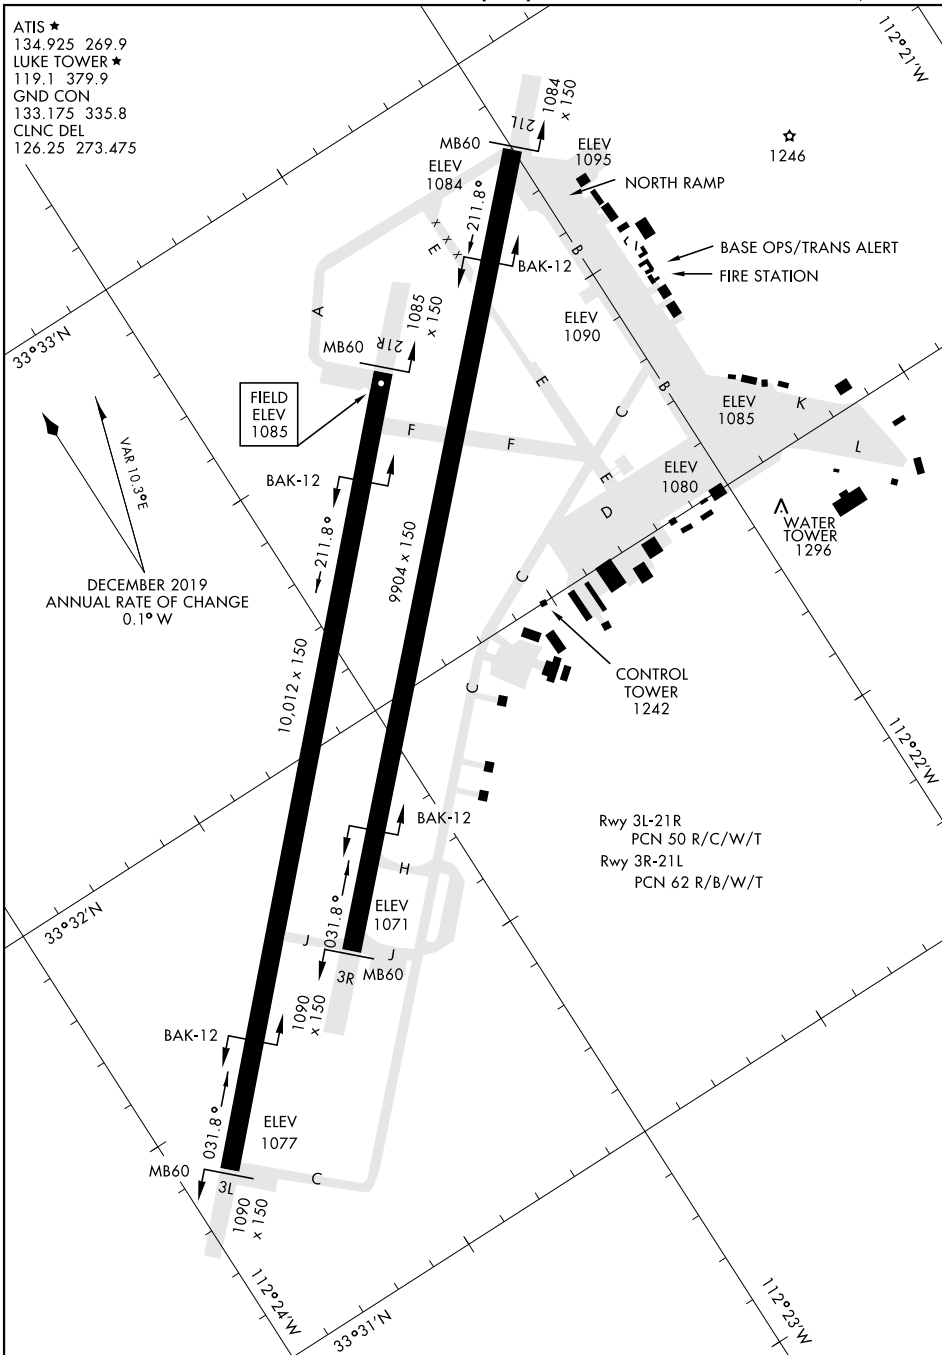 ATIS ★
134.925 269.9
LUKE TOWER ★
119.1 379.9
GND CON
133.175 335.8
CLNC DEL
126.25 273.475
112°21'W
1084
× 150
21L
MB60
ELEV
1084
ELEV
1095
1246
NORTH RAMP
211.8°
E
B
BASE OPS/TRANS ALERT
FIRE STATION
x x x x
BAK-12
A
1085
× 150
ELEV
1090
33°33'N
MB60
21R
FIELD
ELEV
1085
E
C
B
ELEV
1085
K
F
F
L
VAR 10.3°E
BAK-12
E
ELEV
1080
D
WATER
TOWER
1296
211.8°
9904 x 150
C
DECEMBER 2019
ANNUAL RATE OF CHANGE
0.1° W
10,012 x 150
C
CONTROL
TOWER
1242
112°22'W
BAK-12
Rwy 3L-21R
PCN 50 R/C/W/T
Rwy 3R-21L
PCN 62 R/B/W/T
H
031.8°
ELEV
1071
33°32'N
J
J
3R
MB60
1090
× 150
BAK-12
031.8°
ELEV
1077
MB60
3L
C
1090
× 150
112°24'W
33°31'N
112°23'W